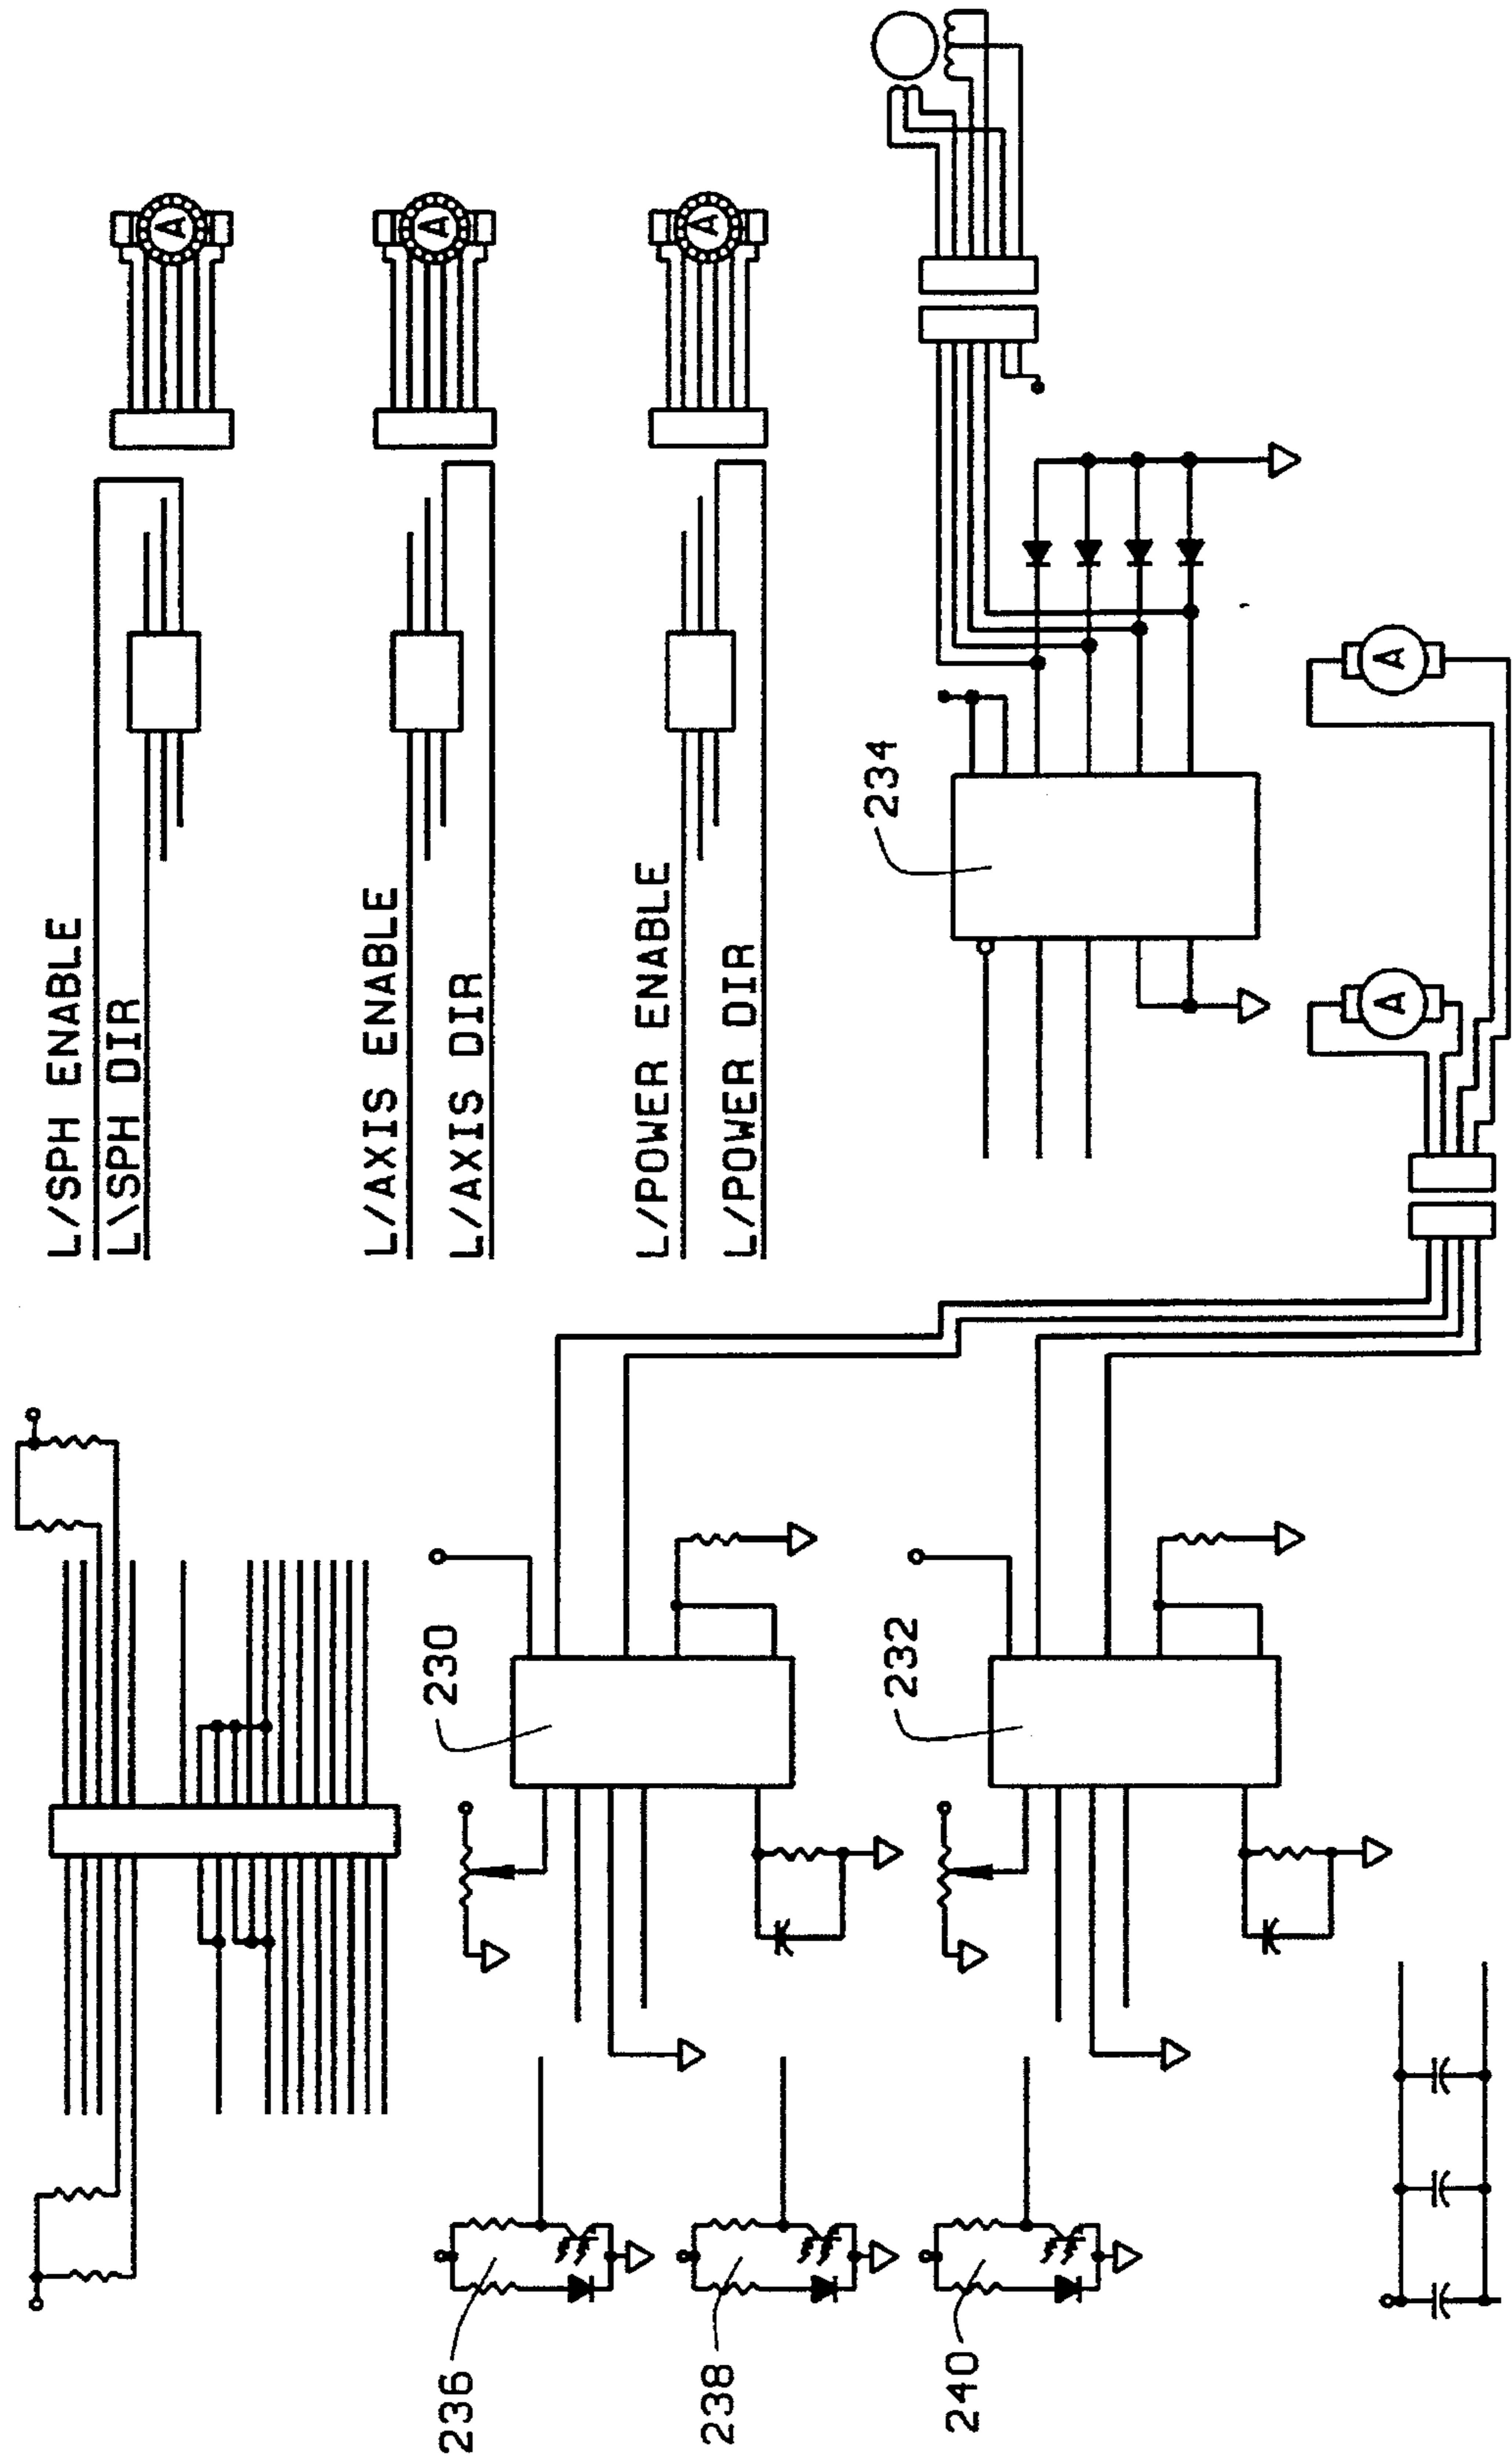 L/SPH ENABLE
L\SPH DIR
A
L/AXIS ENABLE
L/AXIS DIR
A
L/POWER ENABLE
L/POWER DIR
A
230
234
232
A
A
236
238
240